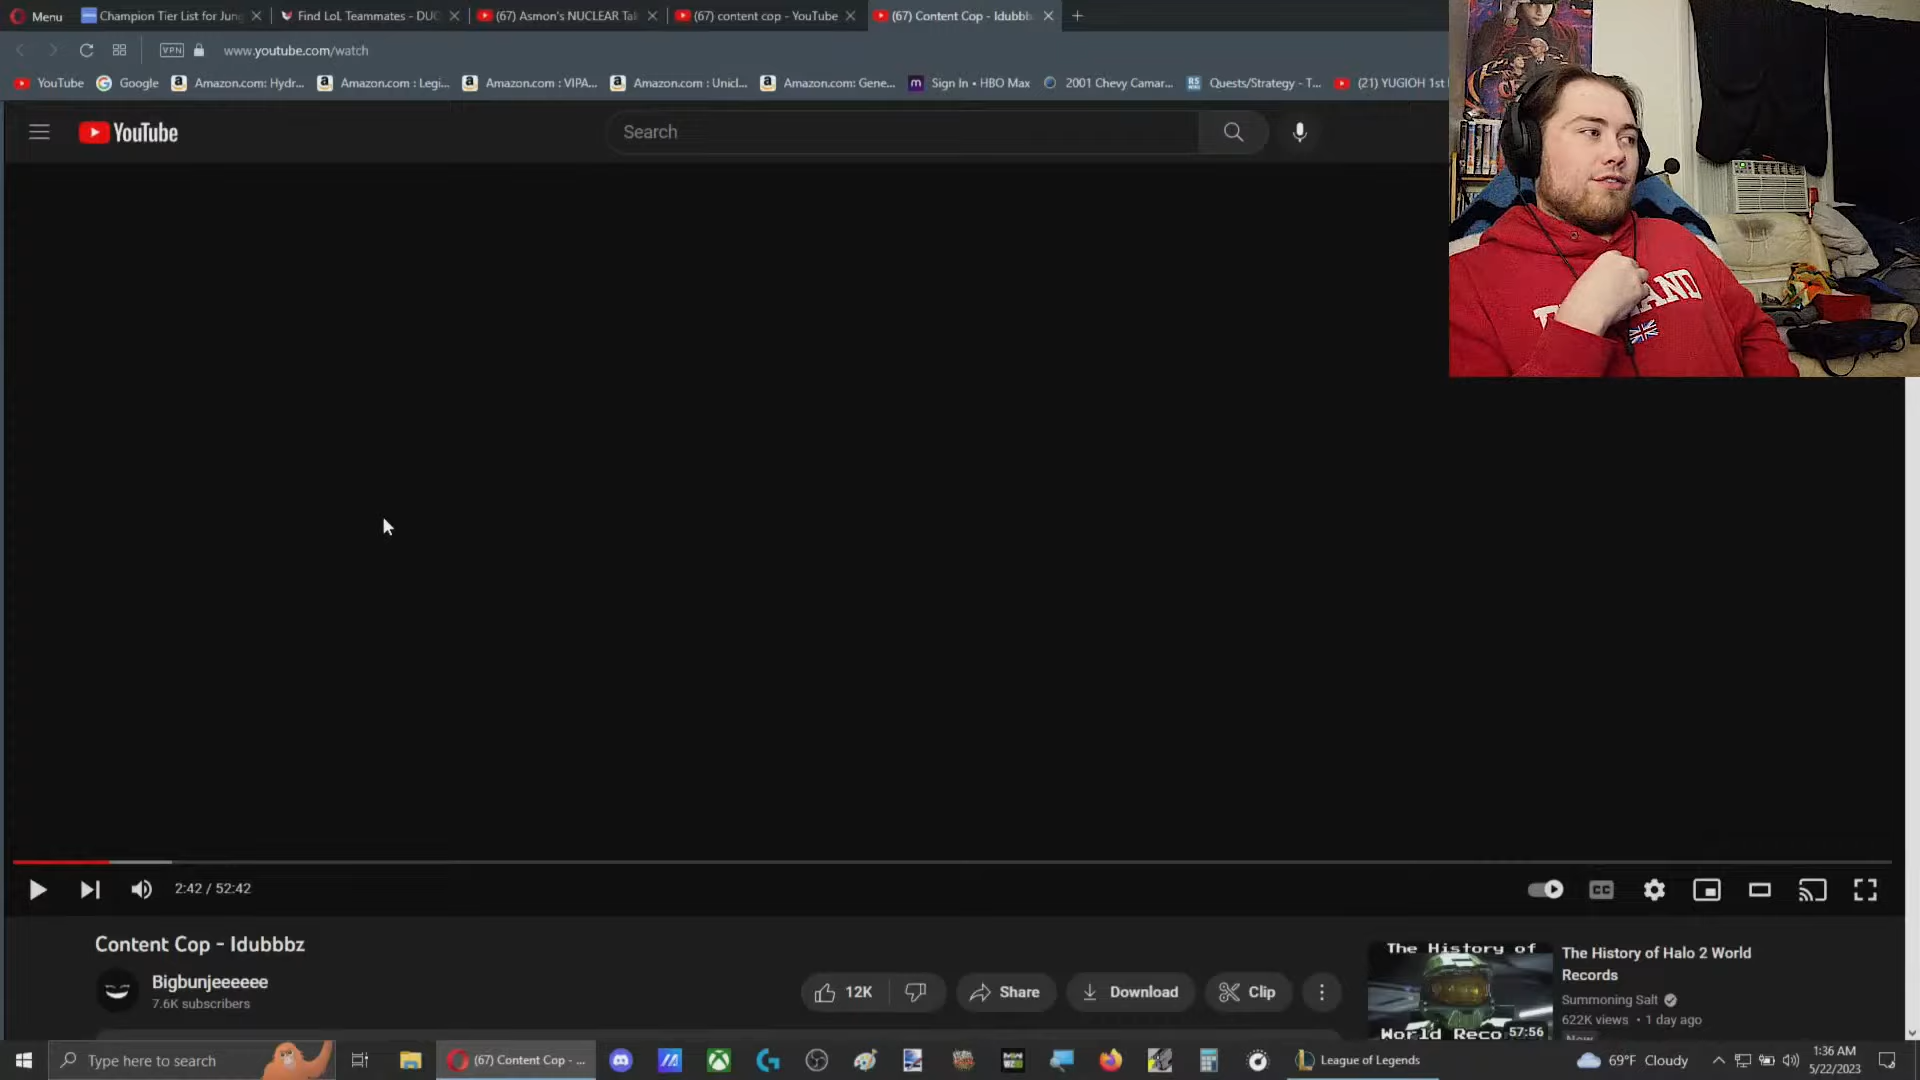 Menu
Champion Tier List for Jung
Find LoL Teammates - DUO
(67) Asmon's NUCLEAR Tak
(67) content cop - YouTube
(67) Content Cop - Idubbbz
VPN
www.youtube.com/watch
YouTube
Google
Amazon.com: Hydr...
Amazon.com : Legi...
Amazon.com : VIPA...
Amazon.com : Unicl...
Amazon.com: Gene...
Sign In • HBO Max
2001 Chevy Camar...
Quests/Strategy - T...
(21) YUGIOH 1st
YouTube
Search
2:42 / 52:42
CC
Content Cop - Idubbbz
Bigbunjeeeeee
7.6K subscribers
12K
Share
Download
Clip
The History of
World Reco
57:56
The History of Halo 2 World
Records
Summoning Salt
622K views • 1 day ago
New
Type here to search
(67) Content Cop - ...
League of Legends
69°F Cloudy
1:36 AM
5/22/2023